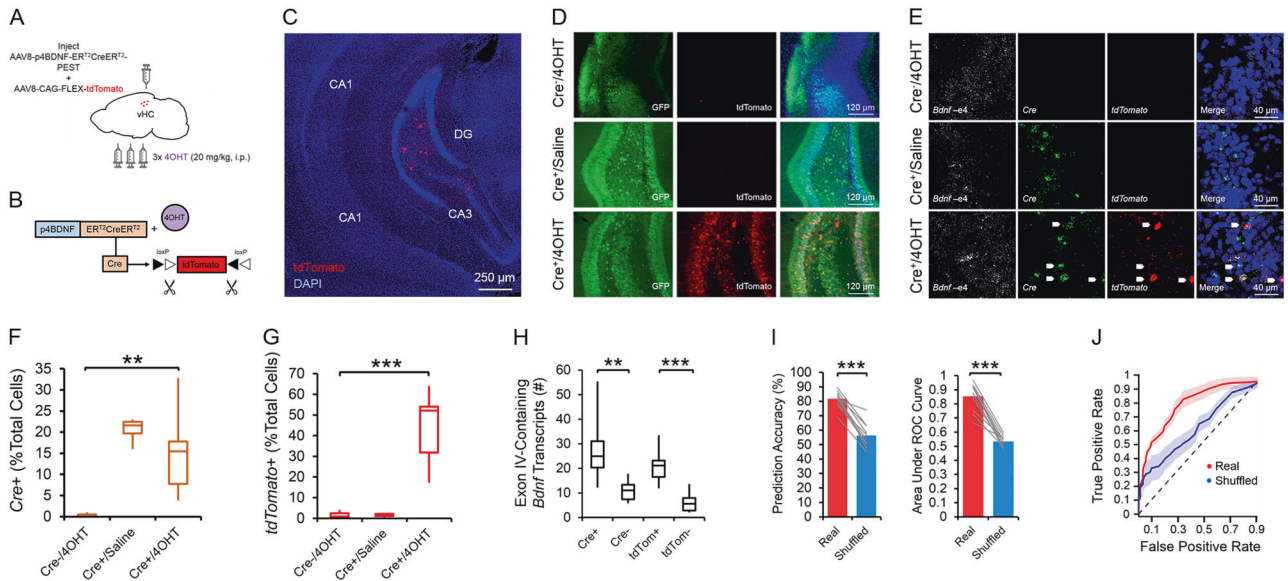 A
Inject
AAV8-p4BDNF-ERT2CreERT2-
PEST
+
AAV8-CAG-FLEX-tdTomato
vHC
3x 4OHT (20 mg/kg, i.p.)
B
4OHT
p4BDNF
ERT2CreERT2
+
loxP
loxP
Cre
tdTomato
C
CA1
DG
CA1
CA3
tdTomato
DAPI
250 µm
D
Cre-/4OHT
GFP
tdTomato
120 µm
Cre+/Saline
GFP
tdTomato
120 µm
Cre+/4OHT
GFP
tdTomato
120 µm
E
Cre-/4OHT
Bdnf –e4
Cre
tdTomato
Merge
40 µm
Cre+/Saline
Bdnf –e4
Cre
tdTomato
Merge
40 µm
Cre+/4OHT
Bdnf –e4
Cre
tdTomato
Merge
40 µm
F
**
Cre+ (%Total Cells)
35
30
25
20
15
10
5
0
Cre-/4OHT
Cre+/Saline
Cre+/4OHT
G
***
tdTomato+ (%Total Cells)
70
60
50
40
30
20
10
0
Cre-/4OHT
Cre+/Saline
Cre+/4OHT
H
**
***
Exon IV-Containing
Bdnf Transcripts (#)
60
50
40
30
20
10
0
Cre+
Cre-
tdTom+
tdTom-
I
***
Prediction Accuracy (%)
100
90
80
70
60
50
40
30
20
10
0
Real
Shuffled
***
Area Under ROC Curve
1
0.9
0.8
0.7
0.6
0.5
0.4
0.3
0.2
0.1
0
Real
Shuffled
J
True Positive Rate
1
0.9
0.8
0.7
0.6
0.5
0.4
0.3
0.2
0.1
0
Real
Shuffled
0.1
0.3
0.5
0.7
0.9
False Positive Rate